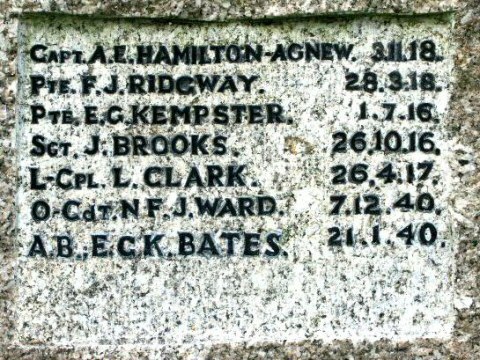 CAPT. A.E. HAMILTON-AGNEW. 3.11.18.
PTE. F.J. RIDGWAY. 28.3.18.
PTE. E.G. KEMPSTER. 1.7.16.
SGT. J. BROOKS. 26.10.16.
L-CPL. L. CLARK. 26.4.17.
O-CdT. N F. J. WARD. 7.12.40.
A.B., E.C.K. BATES. 21.1.40.